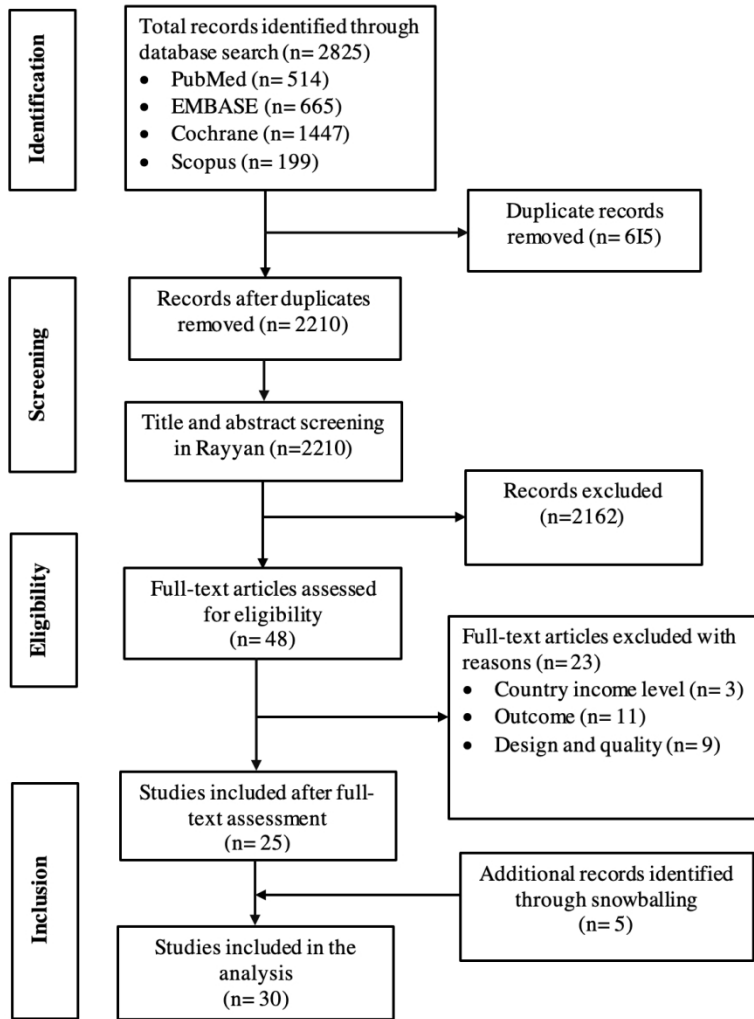 Identification
Total records identified through
database search (n= 2825)
• PubMed (n= 514)
• EMBASE (n= 665)
• Cochrane (n= 1447)
• Scopus (n= 199)
Duplicate records
removed (n= 6I5)
Screening
Records after duplicates
removed (n= 2210)
Title and abstract screening
in Rayyan (n=2210)
Records excluded
(n=2162)
Eligibility
Full-text articles assessed
for eligibility
(n= 48)
Full-text articles excluded with
reasons (n= 23)
• Country income level (n= 3)
• Outcome (n= 11)
• Design and quality (n= 9)
Inclusion
Studies included after full-
text assessment
(n= 25)
Additional records identified
through snowballing
(n= 5)
Studies included in the
analysis
(n= 30)